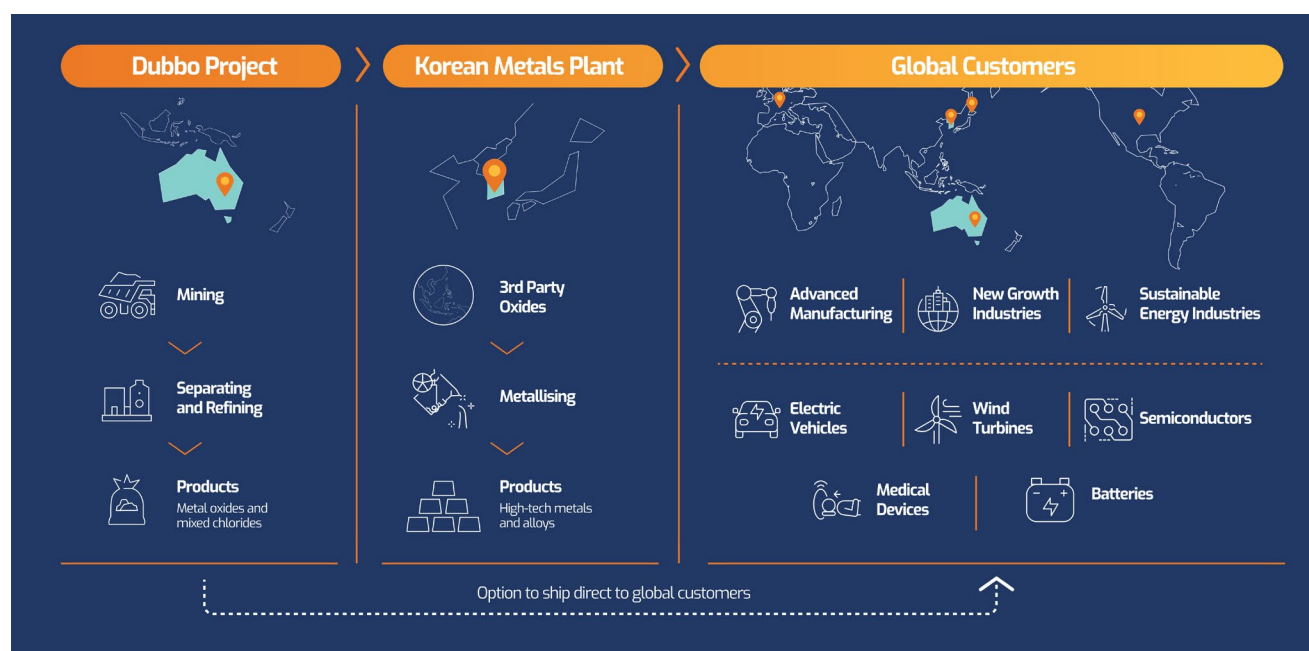 Dubbo Project
Korean Metals Plant
Global Customers
Mining
Separating
and Refining
Products
Metal oxides and
mixed chlorides
3rd Party
Oxides
Metallising
Products
High-tech metals
and alloys
Advanced
Manufacturing
New Growth
Industries
Sustainable
Energy Industries
Electric
Vehicles
Wind
Turbines
Semiconductors
Medical
Devices
Batteries
Option to ship direct to global customers